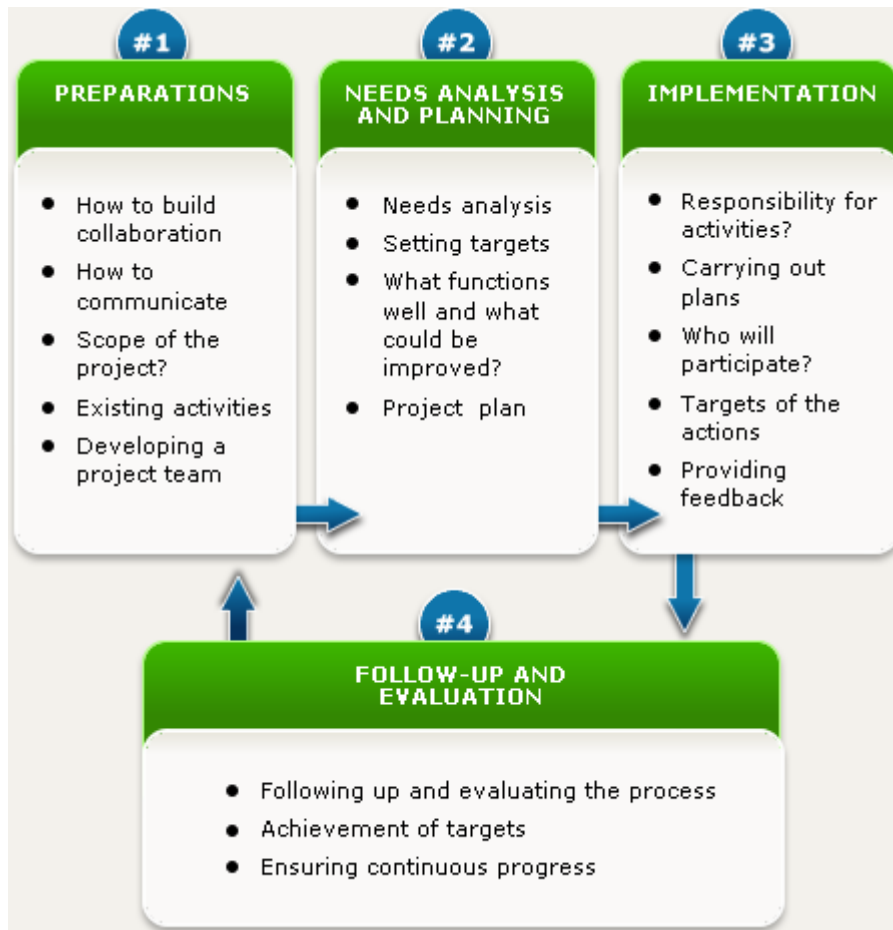 #1
PREPARATIONS
How to build
collaboration
How to
communicate
Scope of the
project?
Existing activities
Developing a
project team
#2
NEEDS ANALYSIS
AND PLANNING
Needs analysis
Setting targets
What functions
well and what
could be
improved?
Project plan
#3
IMPLEMENTATION
Responsibility for
activities?
Carrying out
plans
Who will
participate?
Targets of the
actions
Providing
feedback
#4
FOLLOW-UP AND
EVALUATION
Following up and evaluating the process
Achievement of targets
Ensuring continuous progress